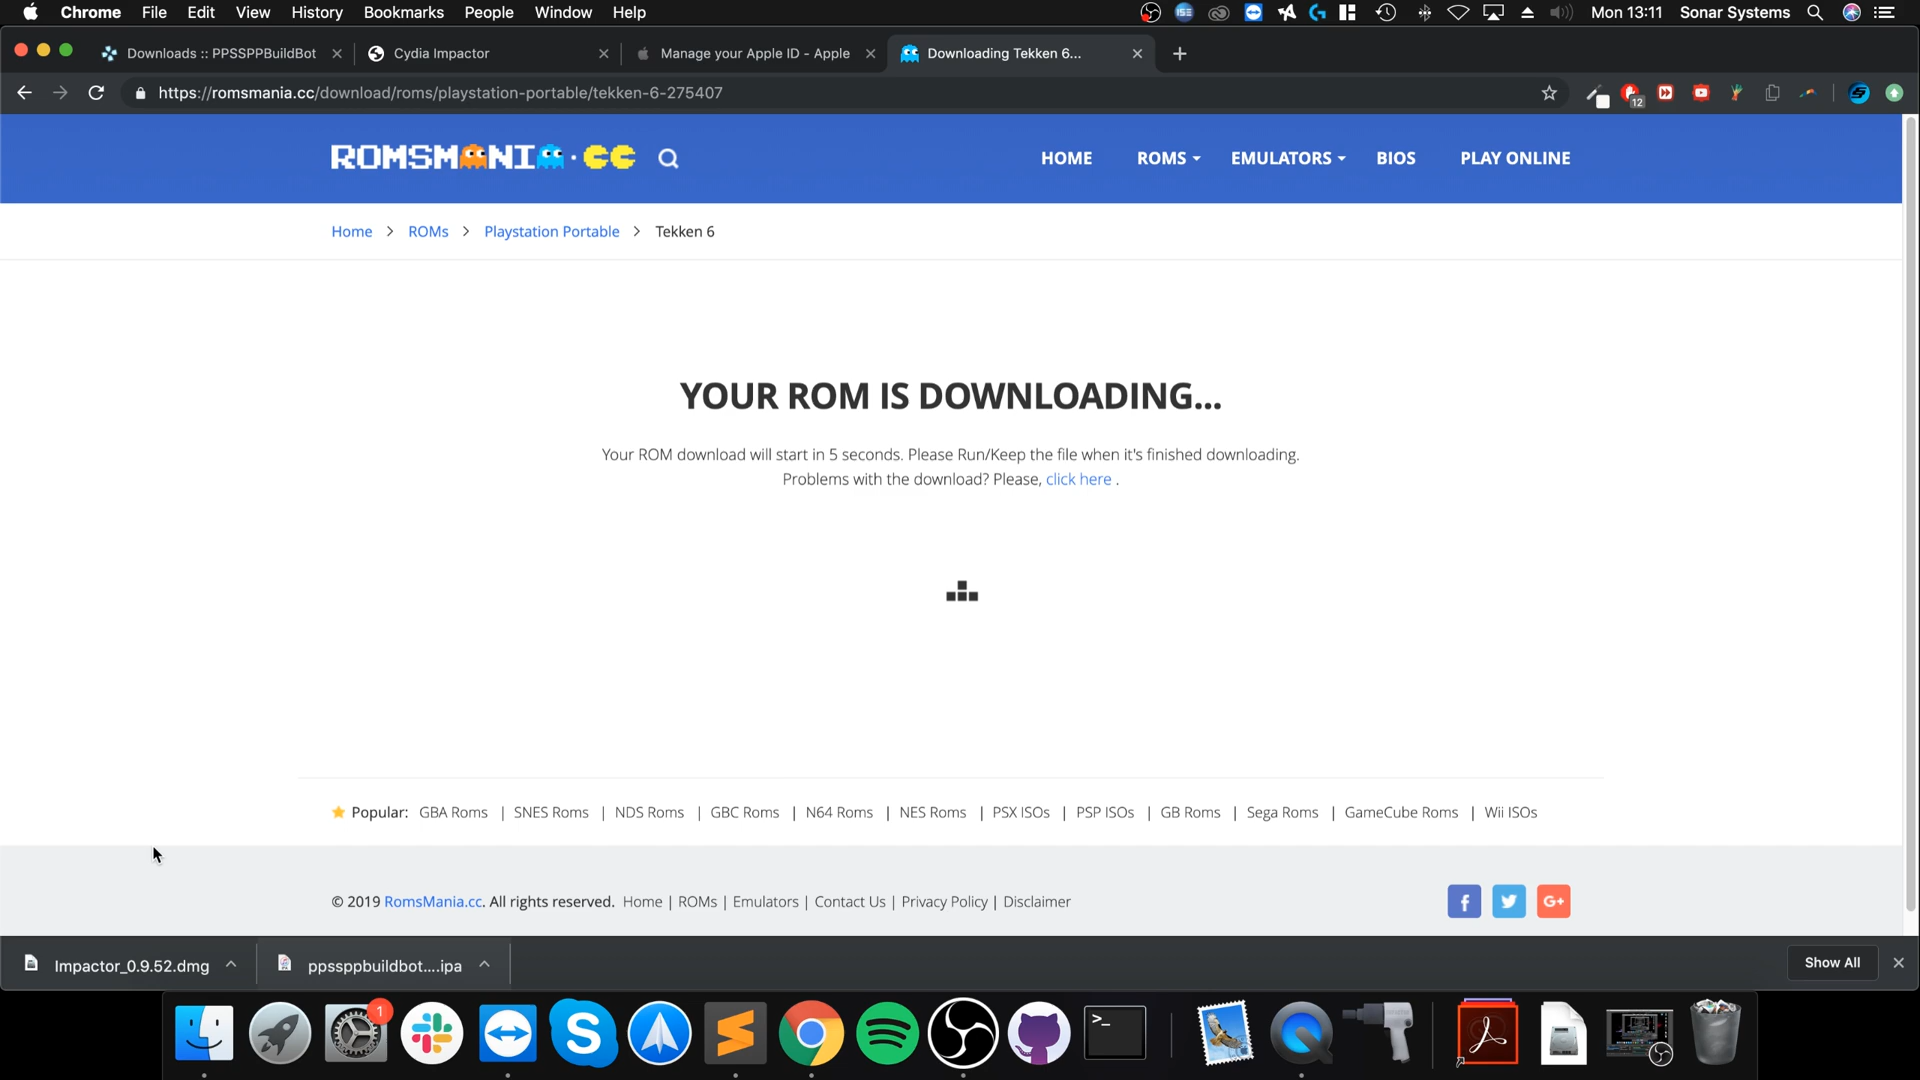 Chrome File Edit View History Bookmarks People Window Help ISE Mon 13:11 Sonar Systems
Downloads :: PPSSPPBuildBot Cydia Impactor Manage your Apple ID - Apple Downloading Tekken 6...
https://romsmania.cc/download/roms/playstation-portable/tekken-6-275407 12
ROMSMANIA.CC HOME ROMS EMULATORS BIOS PLAY ONLINE
Home > ROMs > Playstation Portable > Tekken 6
YOUR ROM IS DOWNLOADING...
Your ROM download will start in 5 seconds. Please Run/Keep the file when it's finished downloading.
Problems with the download? Please, click here .
Popular: GBA Roms | SNES Roms | NDS Roms | GBC Roms | N64 Roms | NES Roms | PSX ISOs | PSP ISOs | GB Roms | Sega Roms | GameCube Roms | Wii ISOs
© 2019 RomsMania.cc. All rights reserved. Home | ROMs | Emulators | Contact Us | Privacy Policy | Disclaimer f G+
Impactor_0.9.52.dmg ppssppbuildbot....ipa Show All
1 S >_